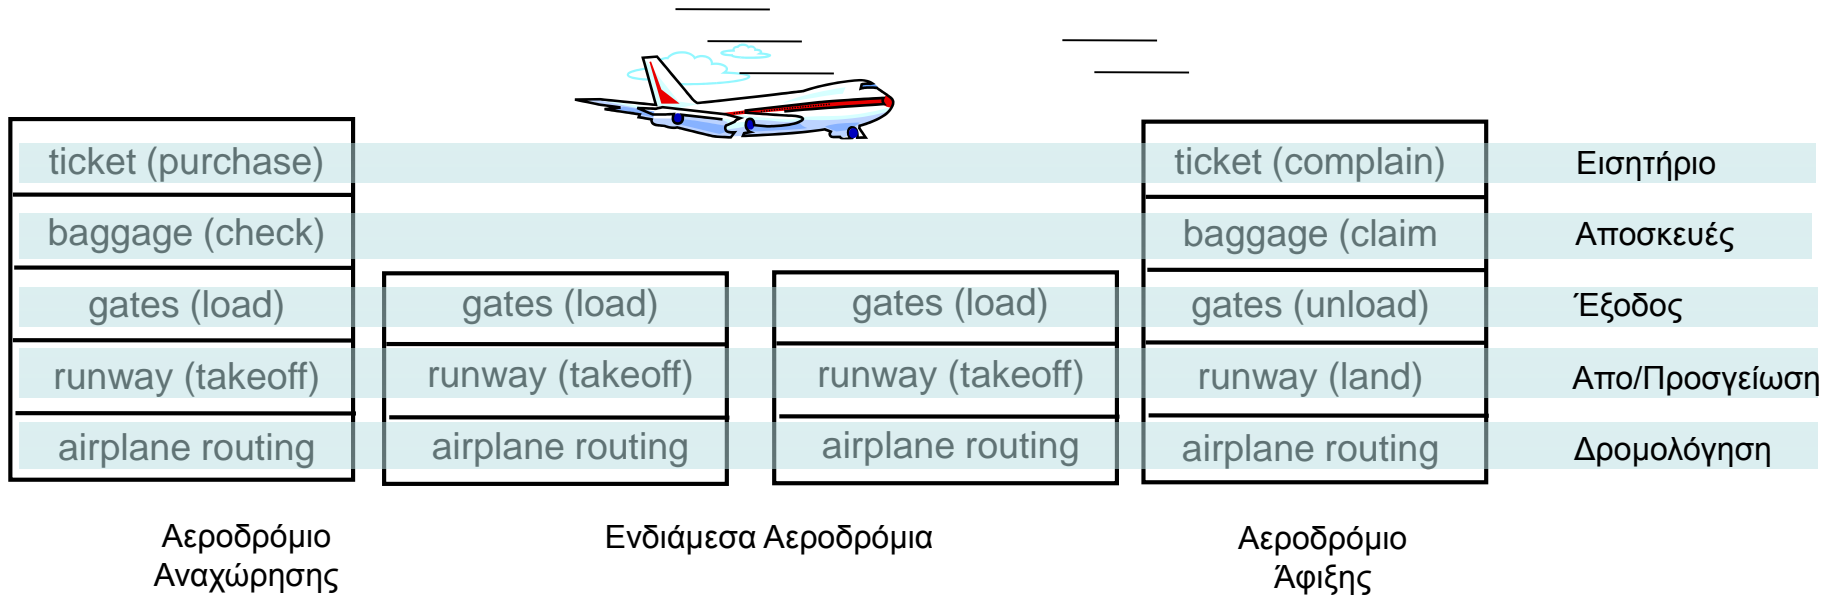 ticket (purchase) ticket (complain) Εισητήριο
baggage (check) baggage (claim Αποσκευές
gates (load) gates (load) gates (load) gates (unload) Έξοδος
runway (takeoff) runway (takeoff) runway (takeoff) runway (land) Απο/Προσγείωση
airplane routing airplane routing airplane routing airplane routing Δρομολόγηση
Αεροδρόμιο
Αναχώρησης
Ενδιάμεσα Αεροδρόμια
Αεροδρόμιο
Άφιξης